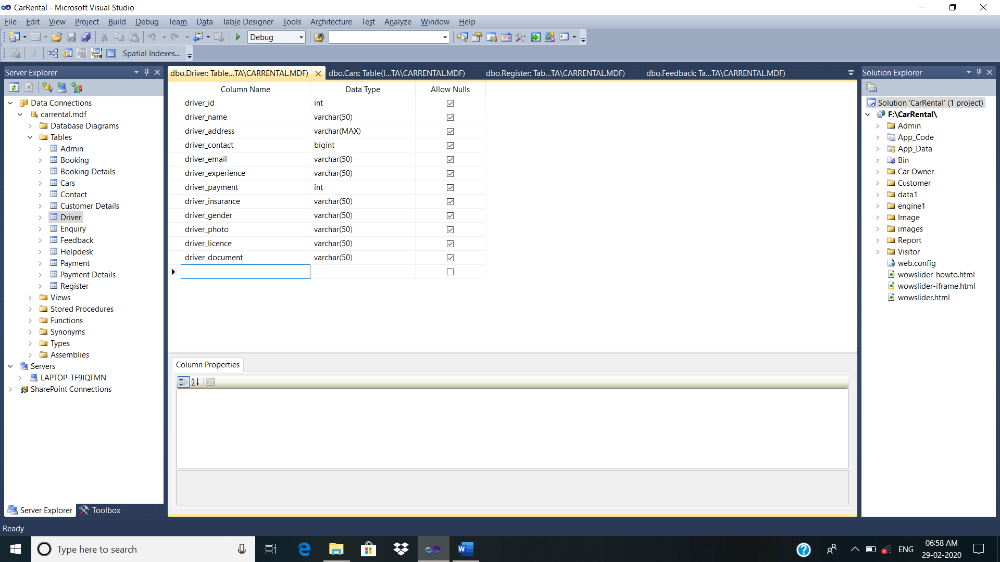 CarRental - Microsoft Visual Studio
File Edit View Project Build Debug Team Data Table Designer Tools Architecture Test Analyze Window Help
Debug
Spatial Indexes...
Server Explorer
Data Connections
carrental.mdf
Database Diagrams
Tables
Admin
Booking
Booking Details
Cars
Contact
Customer Details
Driver
Enquiry
Feedback
Helpdesk
Payment
Payment Details
Register
Views
Stored Procedures
Functions
Synonyms
Types
Assemblies
Servers
LAPTOP-TF9IQTMN
SharePoint Connections
Server Explorer Toolbox
dbo.Driver: Table...TA\CARRENTAL.MDF) dbo.Cars: Table(I...TA\CARRENTAL.MDF) dbo.Register: Tab...TA\CARRENTAL.MDF) dbo.Feedback: Ta...TA\CARRENTAL.MDF)
Column Name Data Type Allow Nulls
driver_id int
driver_name varchar(50)
driver_address varchar(MAX)
driver_contact bigint
driver_email varchar(50)
driver_experience varchar(50)
driver_payment int
driver_insurance varchar(50)
driver_gender varchar(50)
driver_photo varchar(50)
driver_licence varchar(50)
driver_document varchar(50)
Column Properties
Solution Explorer
Solution 'CarRental' (1 project)
F:\CarRental\
Admin
App_Code
App_Data
Bin
Car Owner
Customer
data1
engine1
Image
images
Report
Visitor
web.config
wowslider-howto.html
wowslider-iframe.html
wowslider.html
Ready
Type here to search
ENG
06:58 AM
29-02-2020